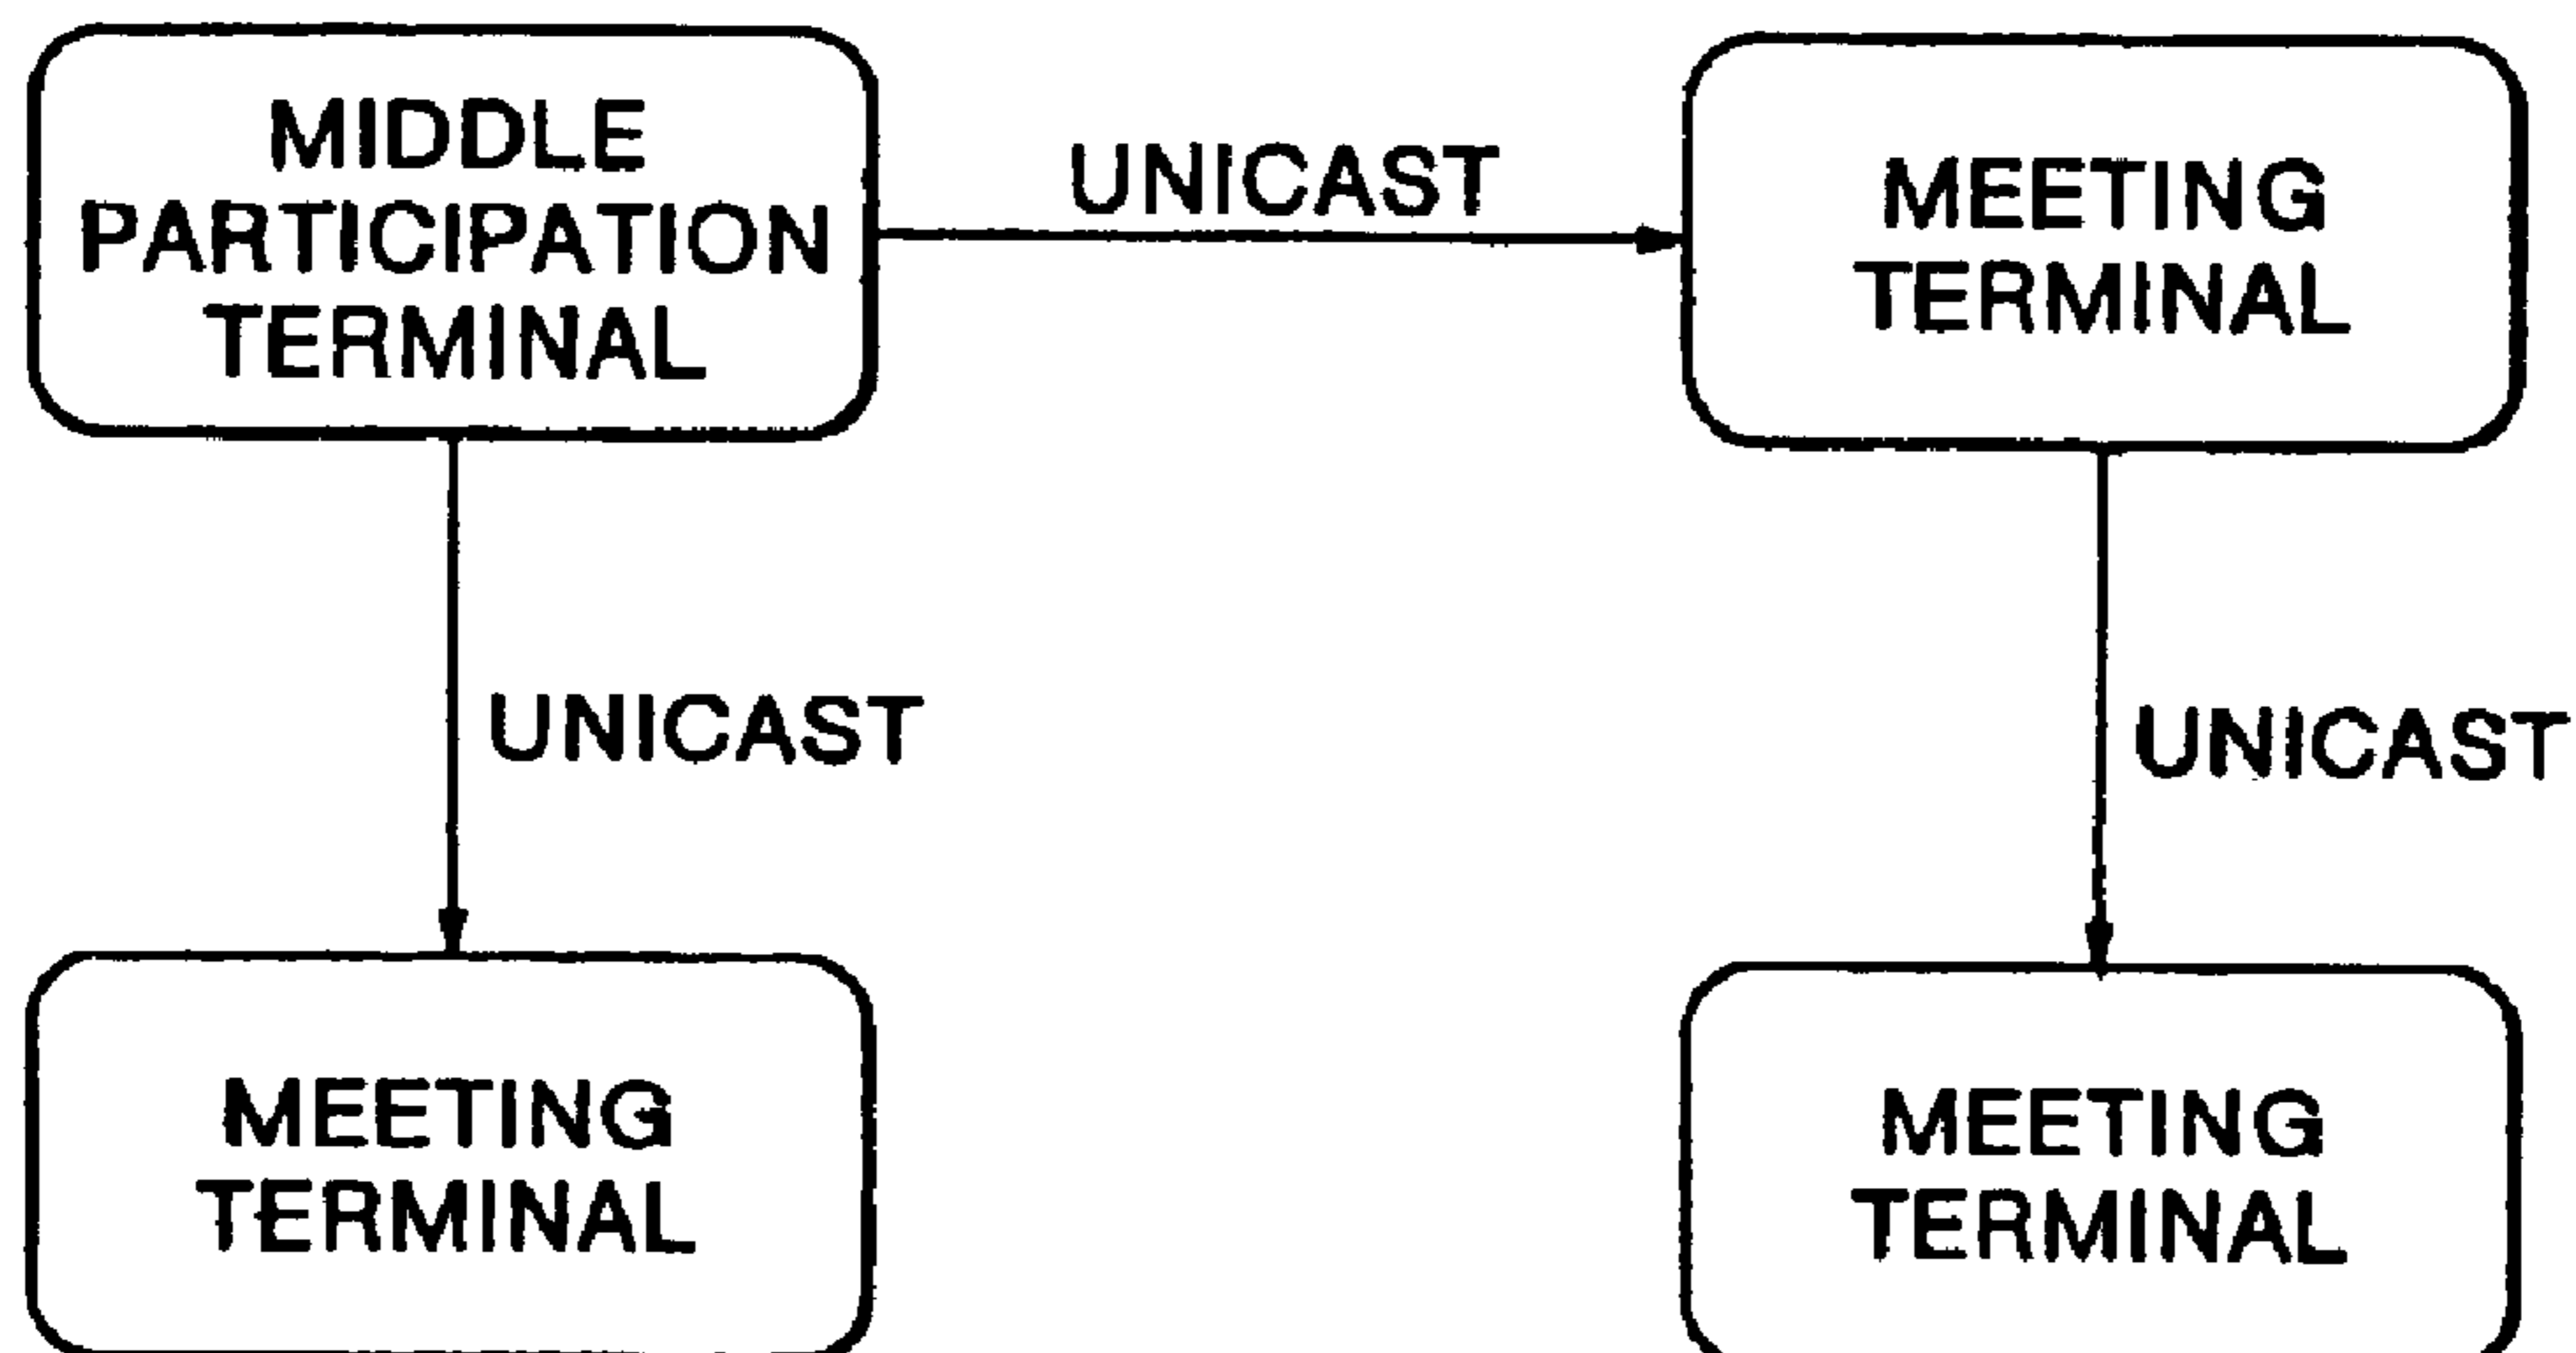 MIDDLE
PARTICIPATION
TERMINAL
UNICAST
MEETING
TERMINAL
UNICAST
UNICAST
MEETING
TERMINAL
MEETING
TERMINAL